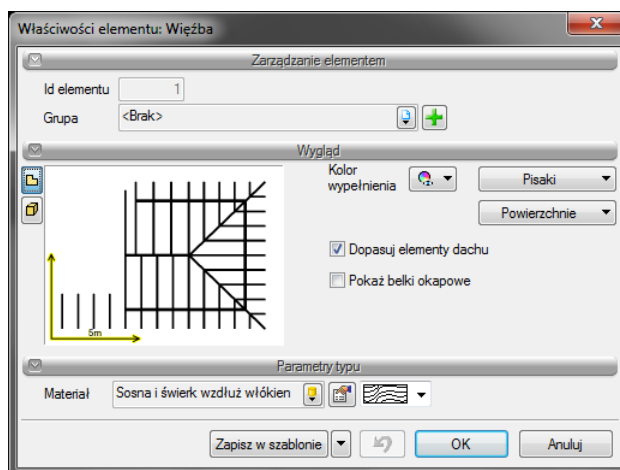 Właściwości elementu: Więźba
Zarządzanie elementem
Id elementu 1
Grupa <Brak>
Wygląd
Kolor wypełnienia
Pisaki
Powierzchnie
Dopasuj elementy dachu
Pokaż belki okapowe
5m
Parametry typu
Materiał Sosna i świerk wzdłuż włókien
Zapisz w szablonie OK Anuluj